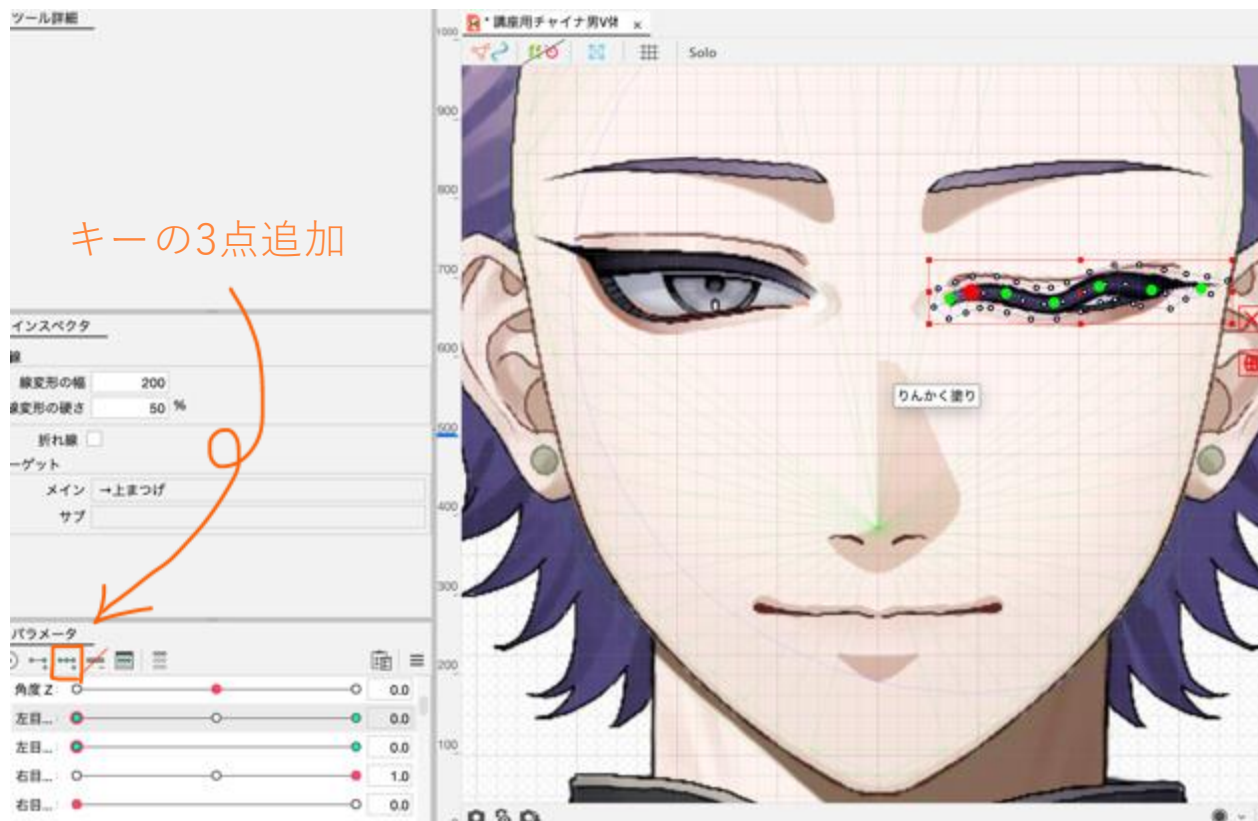 ツール詳細
* 講座用チャイナ男V体 ×
1000
Solo
900
800
キーの3点追加
700
インスペクタ
600
線変形の幅 200
線変形の硬さ 50 %
りんかく塗り
500
折れ線
ーゲット
メイン →上まつげ
サブ
400
300
パラメータ
200
角度 Z 0.0
左目... 0.0
左目... 0.0
100
右目... 1.0
右目... 0.0